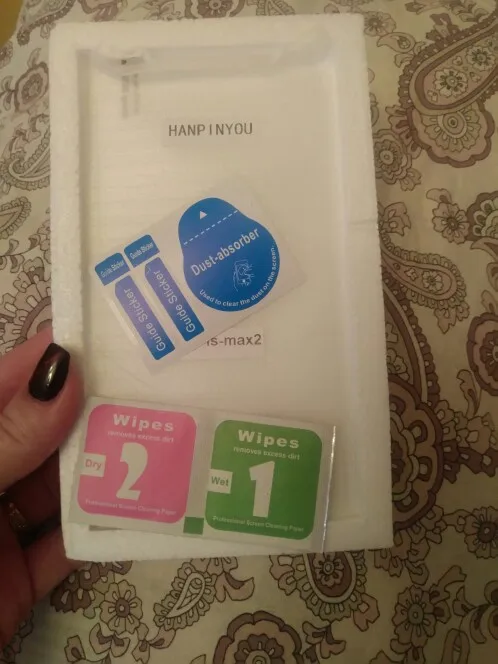 HANPINYOU
Guide Sticker
Guide Sticker
Guide Sticker
Guide Sticker
Dust-absorber
Used to clear the dust on the screen.
is-max2
Wipes
removes excess dirt
Dry
2
Professional Screen Cleaning Paper
Wipes
removes excess dirt
Wet
1
Professional Screen Cleaning Paper